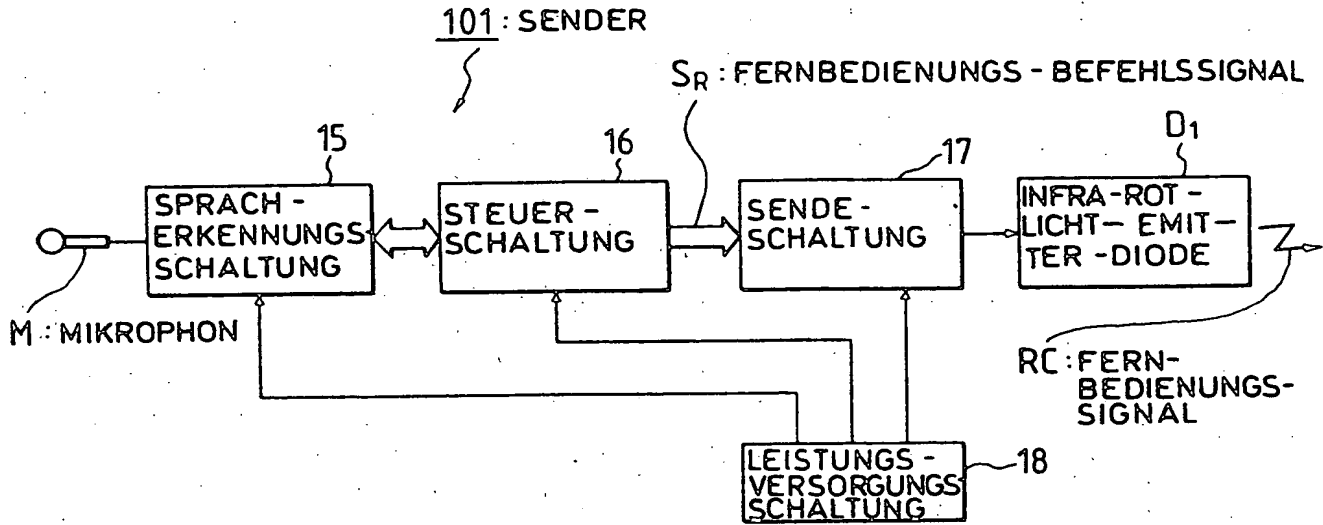 101 : SENDER
SR : FERNBEDIENUNGS - BEFEHLSSIGNAL
15
16
17
D1
SPRACH -
ERKENNUNGS
SCHALTUNG
STEUER -
SCHALTUNG
SENDE -
SCHALTUNG
INFRA - ROT -
LICHT - EMIT -
TER - DIODE
M : MIKROPHON
RC : FERN-
BEDIENUNGS-
SIGNAL
LEISTUNGS -
VERSORGUNGS
SCHALTUNG
18